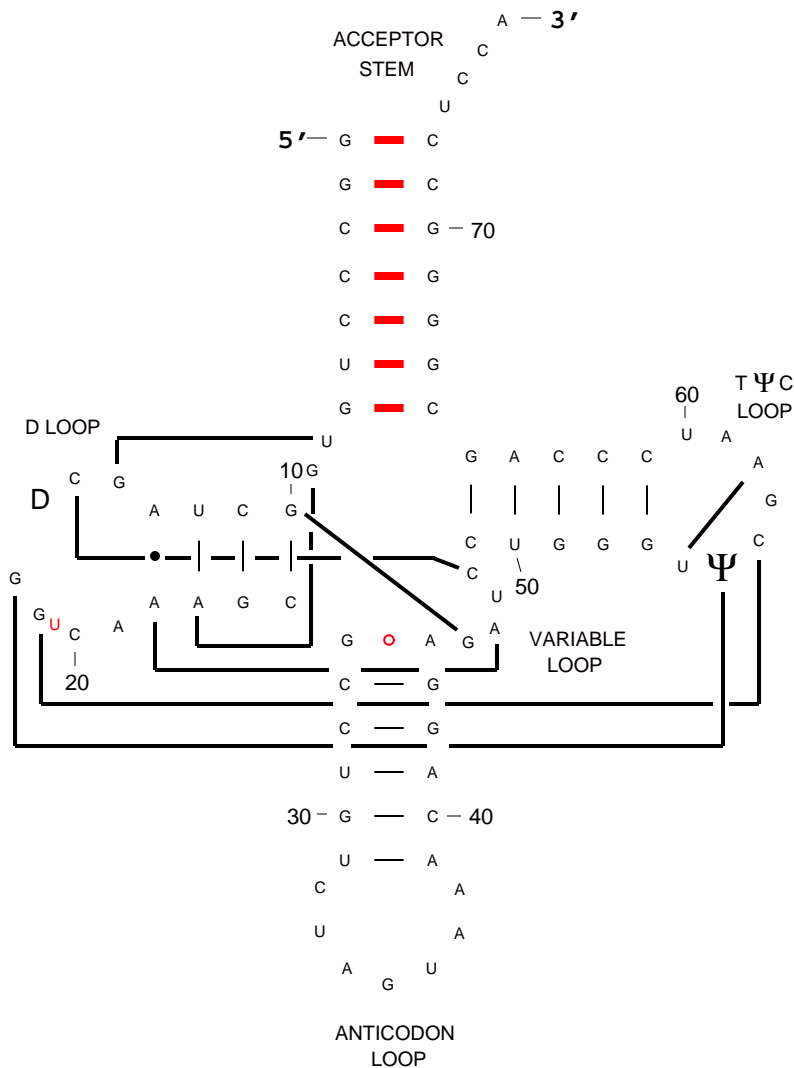 A 3′
ACCEPTOR
C
STEM
C
U
5′ G C
G C
C G 70
C G
C G
U G
G C
T Ψ C
60
LOOP
D LOOP
U
U A
G A C C C
A
10 G
C G
D
A U C G
G
C U G G G
C
U Ψ
C
50
G
A A G C
U
G U C A
A
G A G
VARIABLE
LOOP
20
C G
C G
U A
30 G C 40
U A
C A
U A
A U
G
ANTICODON
LOOP